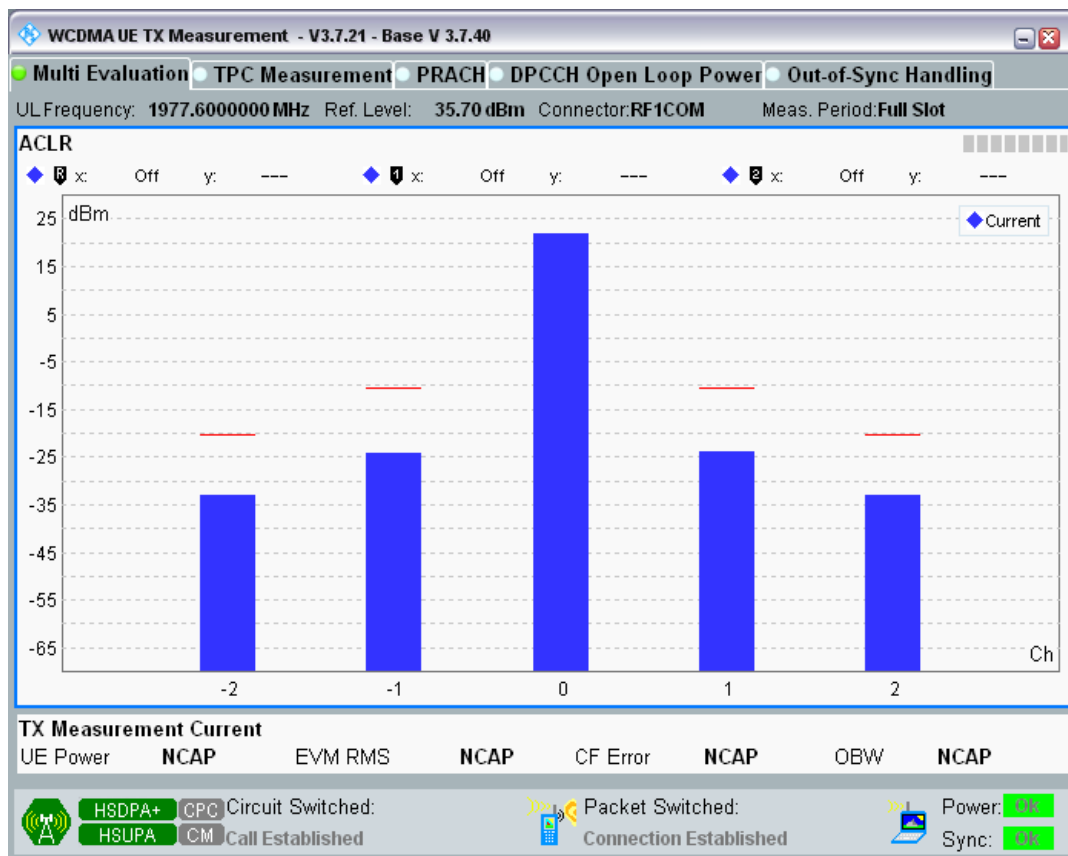 WCDMA UE TX Measurement - V3.7.21 - Base V 3.7.40
Multi Evaluation TPC Measurement PRACH DPCCH Open Loop Power Out-of-Sync Handling
UL Frequency: 1977.6000000 MHz Ref. Level: 35.70 dBm Connector:RF1COM Meas. Period:Full Slot
ACLR
R x: Off y: --- 1 x: Off y: --- 2 x: Off y: ---
dBm
Current
25
15
5
-5
-15
-25
-35
-45
-55
-65
Ch
-2 -1 0 1 2
TX Measurement Current
UE Power NCAP EVM RMS NCAP CF Error NCAP OBW NCAP
HSDPA+ CPC Circuit Switched: Packet Switched: Power: OK
HSUPA CM Call Established Connection Established Sync: OK